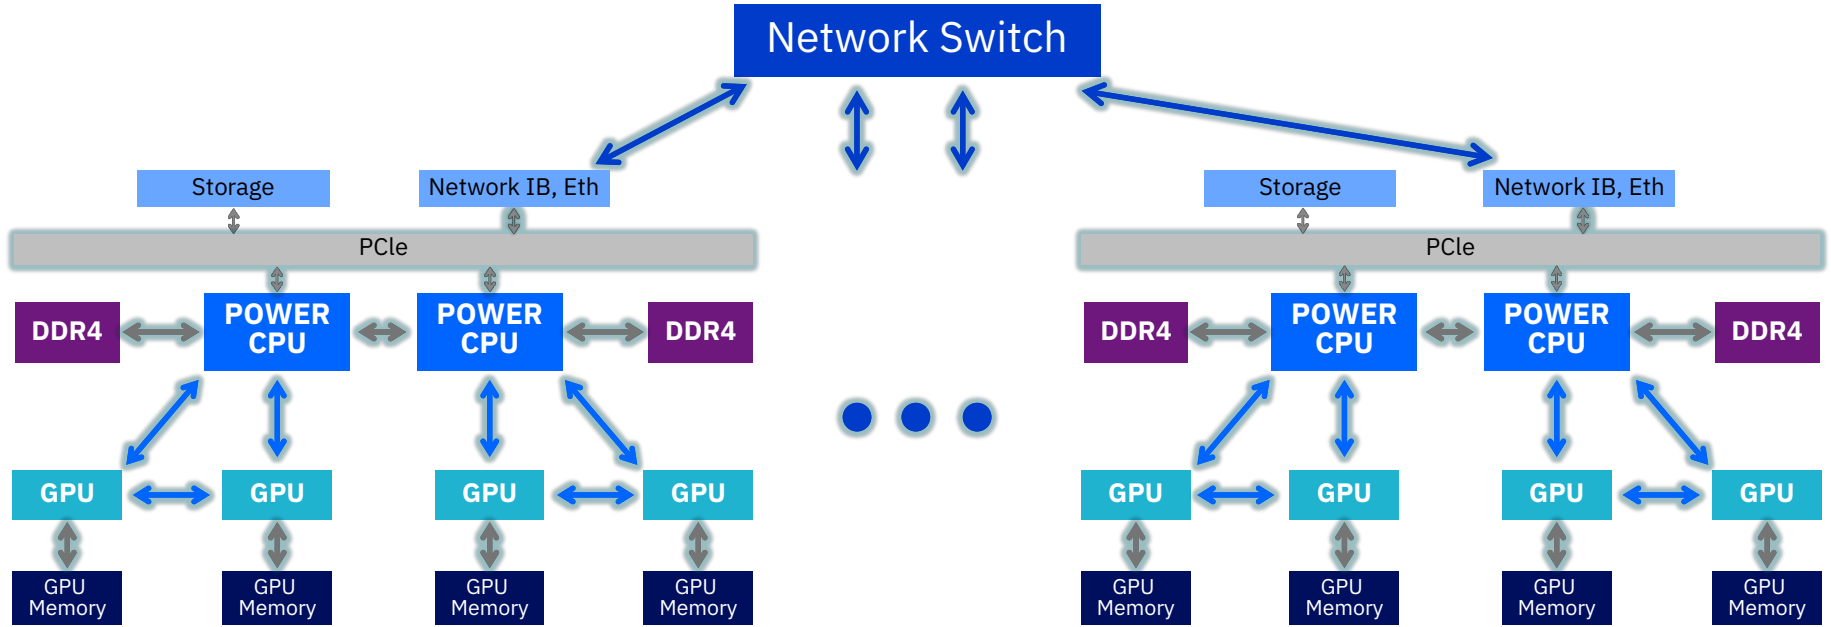 Network Switch
Storage
Network IB, Eth
Storage
Network IB, Eth
PCIe
PCIe
DDR4
POWER
CPU
POWER
CPU
DDR4
DDR4
POWER
CPU
POWER
CPU
DDR4
GPU
GPU
GPU
GPU
GPU
GPU
GPU
GPU
GPU
Memory
GPU
Memory
GPU
Memory
GPU
Memory
GPU
Memory
GPU
Memory
GPU
Memory
GPU
Memory